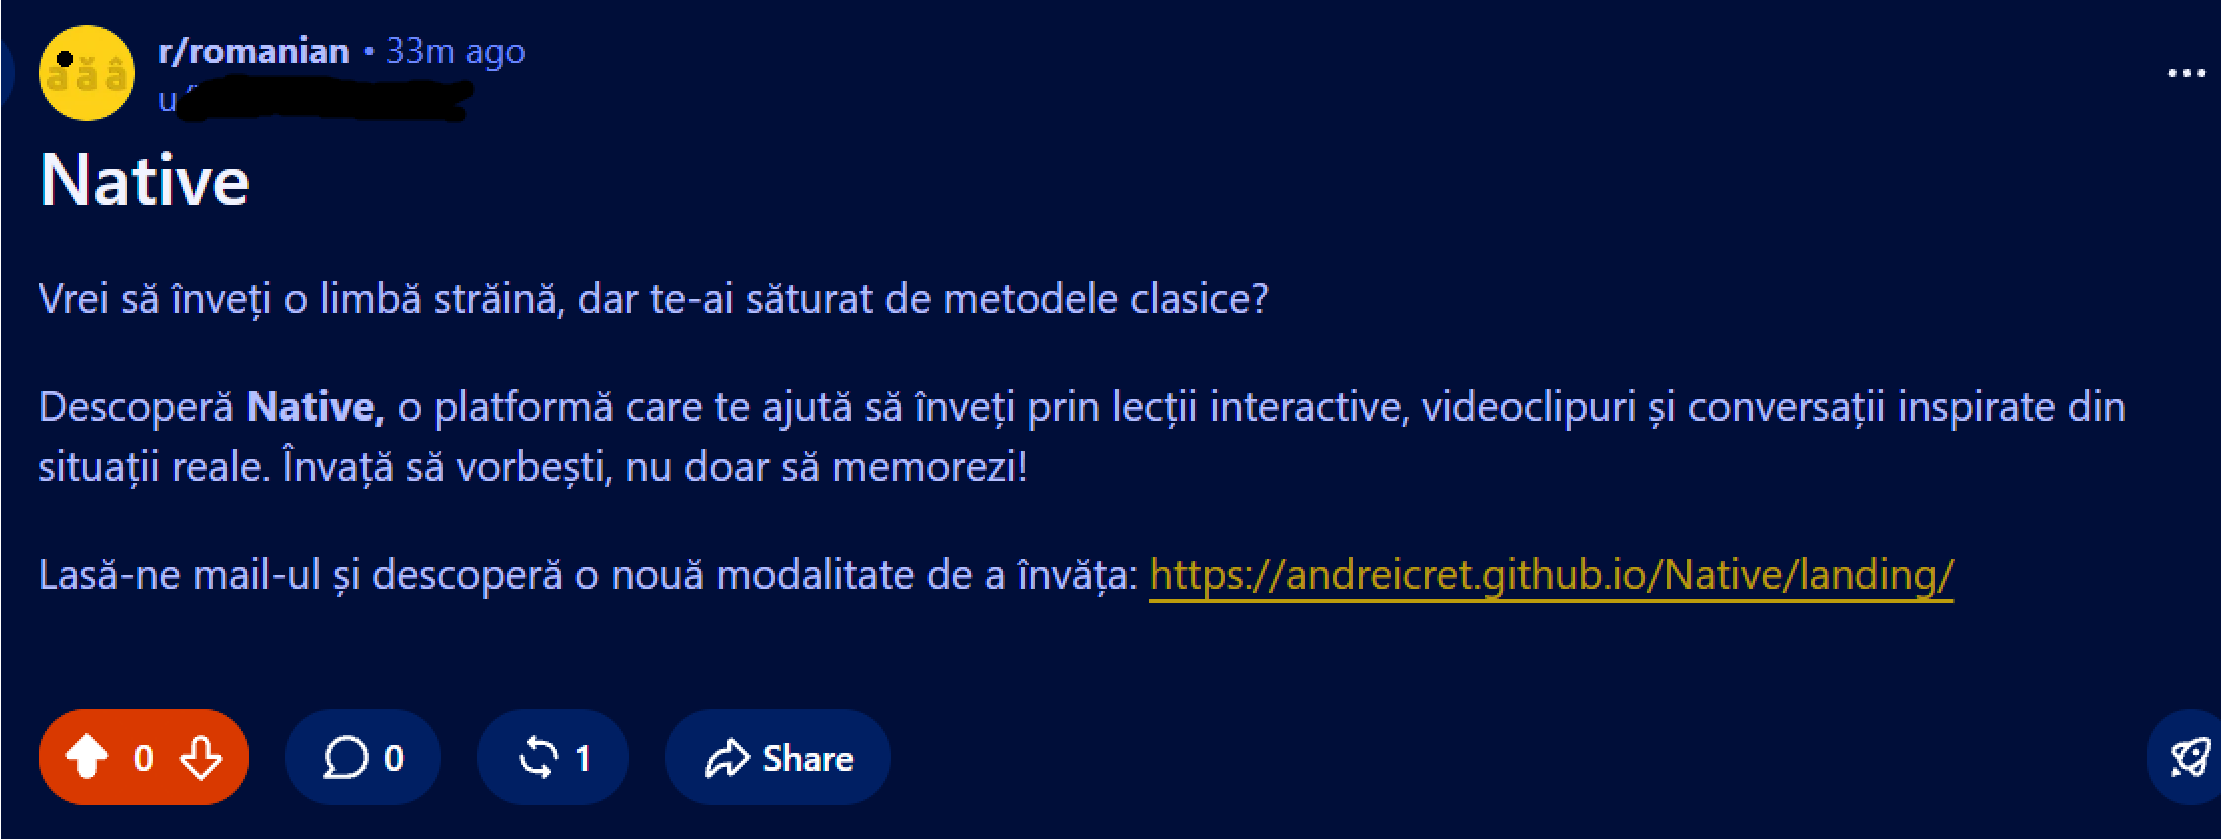 r/romanian • 33m ago
u/
Native
Vrei să înveți o limbă străină, dar te-ai săturat de metodele clasice?
Descoperă Native, o platformă care te ajută să înveți prin lecții interactive, videoclipuri și conversații inspirate din
situații reale. Învață să vorbești, nu doar să memorezi!
Lasă-ne mail-ul și descoperă o nouă modalitate de a învăța: https://andreicret.github.io/Native/landing/
0 0 1 Share